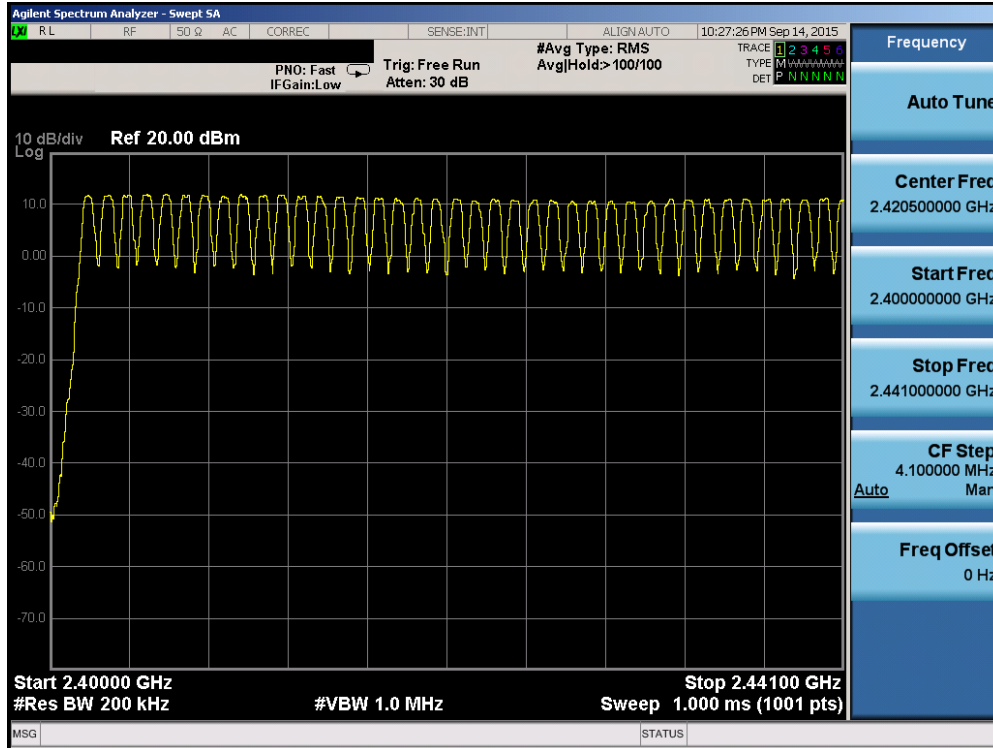 Agilent Spectrum Analyzer - Swept SA
LXI RL RF 50 Ω AC CORREC SENSE:INT ALIGN AUTO 10:27:26 PM Sep 14, 2015
PNO: Fast
IFGain:Low
Trig: Free Run
Atten: 30 dB
#Avg Type: RMS
Avg|Hold:>100/100
TRACE 1 2 3 4 5 6
TYPE M
DET P N N N N N
10 dB/div
Log
Ref 20.00 dBm
10.0
0.00
-10.0
-20.0
-30.0
-40.0
-50.0
-60.0
-70.0
Start 2.40000 GHz
Stop 2.44100 GHz
#Res BW 200 kHz
#VBW 1.0 MHz
Sweep 1.000 ms (1001 pts)
MSG
STATUS
Frequency
Auto Tune
Center Freq
2.420500000 GHz
Start Freq
2.400000000 GHz
Stop Freq
2.441000000 GHz
CF Step
4.100000 MHz
Auto Man
Freq Offset
0 Hz